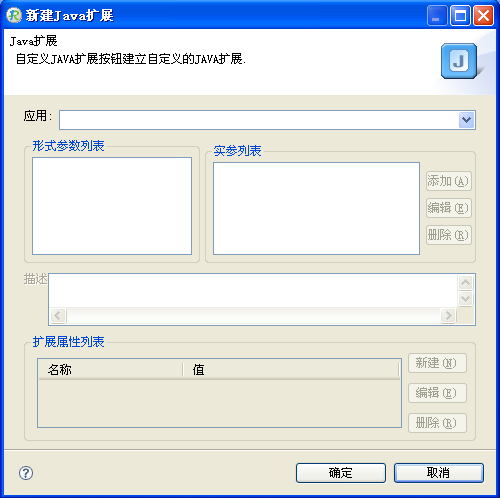 新建Java扩展
Java扩展
自定义JAVA扩展按钮建立自定义的JAVA扩展.
J
应用:
形式参数列表
实参列表
添加(A)
编辑(E)
删除(R)
描述
扩展属性列表
名称 值
新建(N)
编辑(E)
删除(R)
?
确定 取消